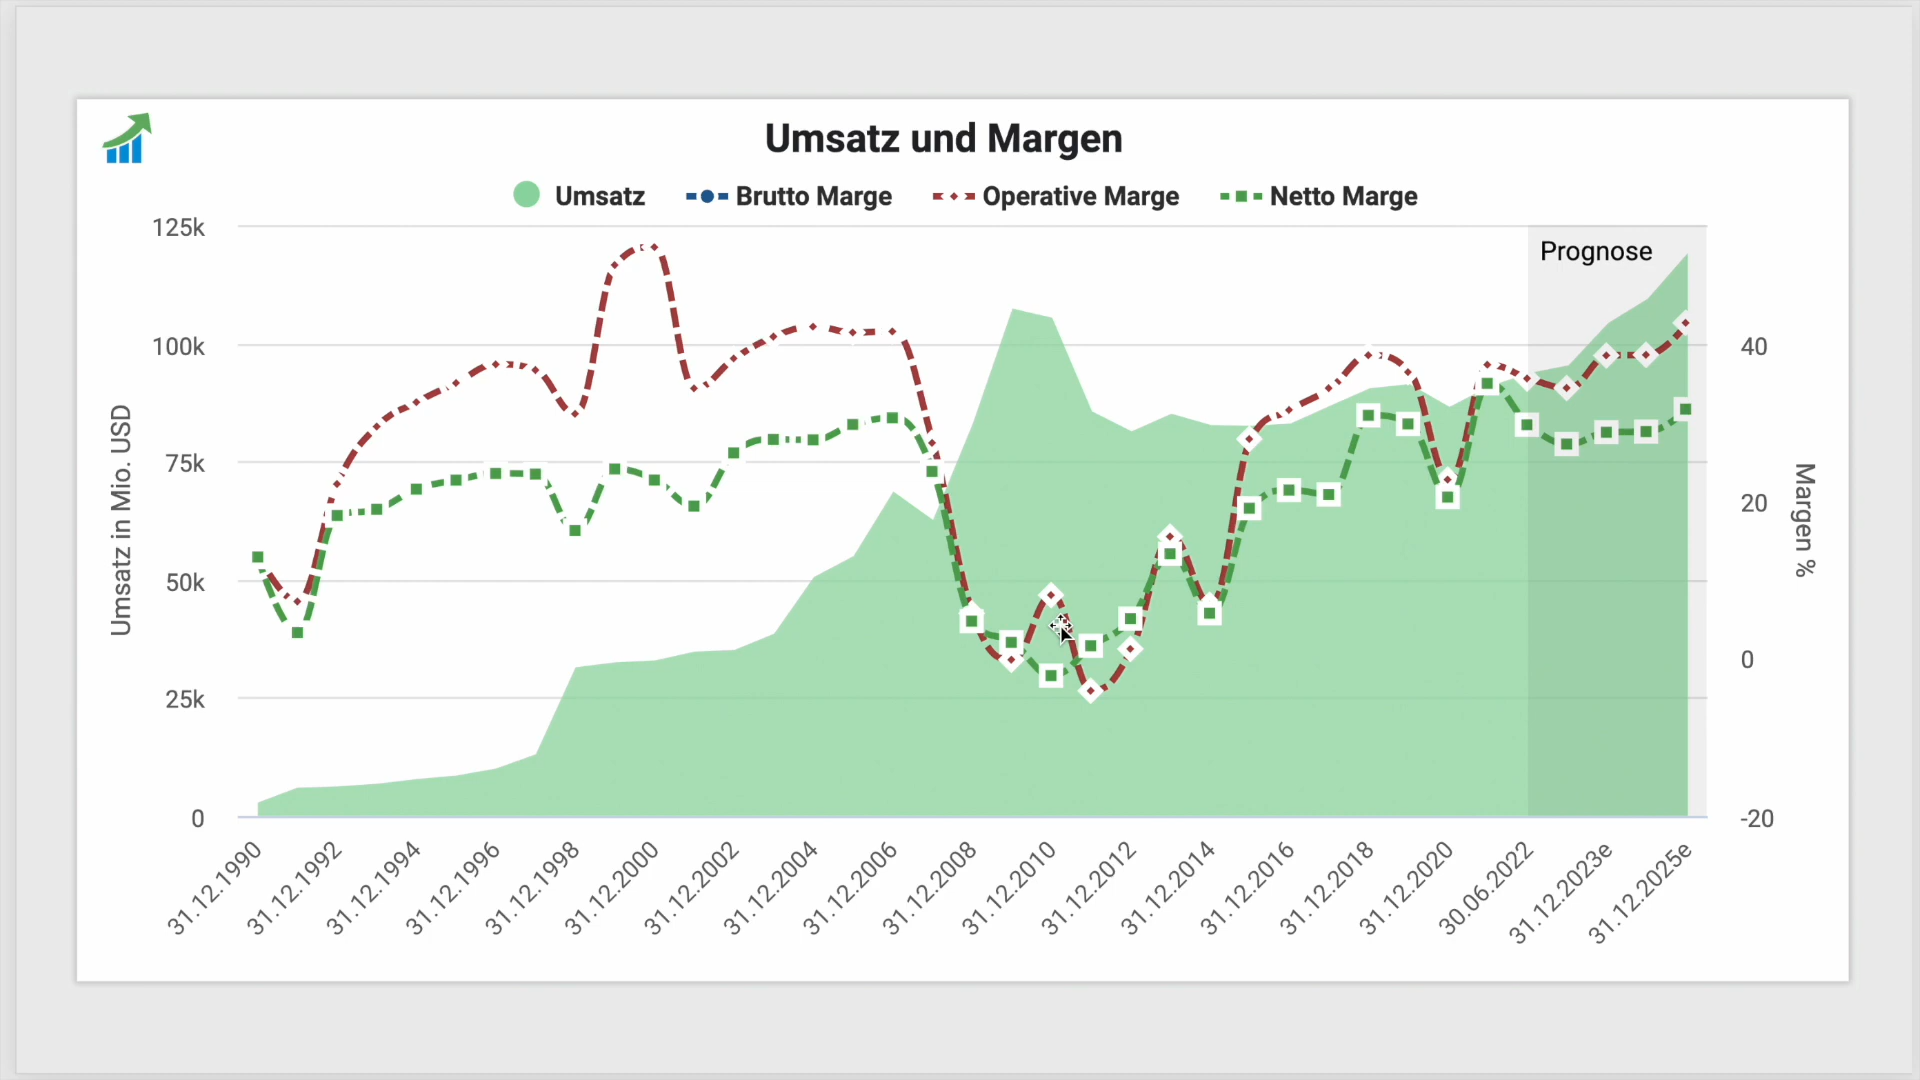 Umsatz und Margen
Umsatz
Brutto Marge
Operative Marge
Netto Marge
Prognose
Umsatz in Mio. USD
125k
100k
75k
50k
25k
0
Margen %
40
20
0
-20
31.12.1990
31.12.1992
31.12.1994
31.12.1996
31.12.1998
31.12.2000
31.12.2002
31.12.2004
31.12.2006
31.12.2008
31.12.2010
31.12.2012
31.12.2014
31.12.2016
31.12.2018
31.12.2020
30.06.2022
31.12.2023e
31.12.2025e